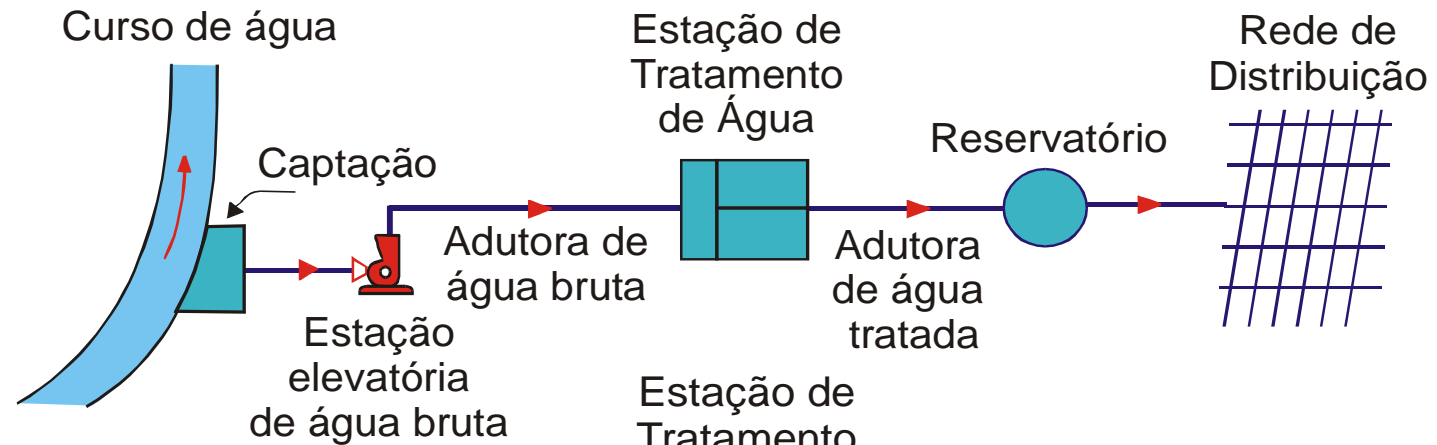 Curso de água
Captação
Estação
elevatória
de água bruta
Adutora de
água bruta
Estação de
Tratamento
de Água
Adutora
de água
tratada
Reservatório
Rede de
Distribuição
Estação de
Tratamento